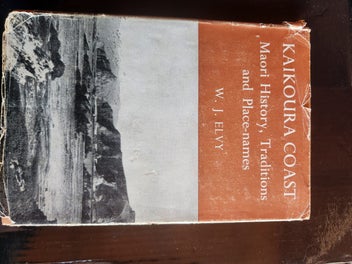 KAIKOURA COAST
Maori History, Traditions
and Place-names
W. J. ELVY